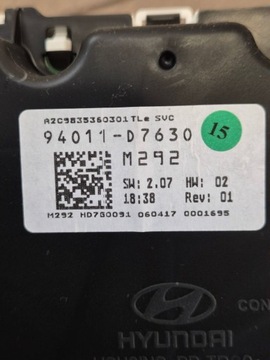 A2C9835360301TLe SVC
94011-D7630
15
M292
SW: 2.07 HW: 02
18:38 Rev: 01
M292 HD7G0091 060417 0001695
CON
HYUNDAI